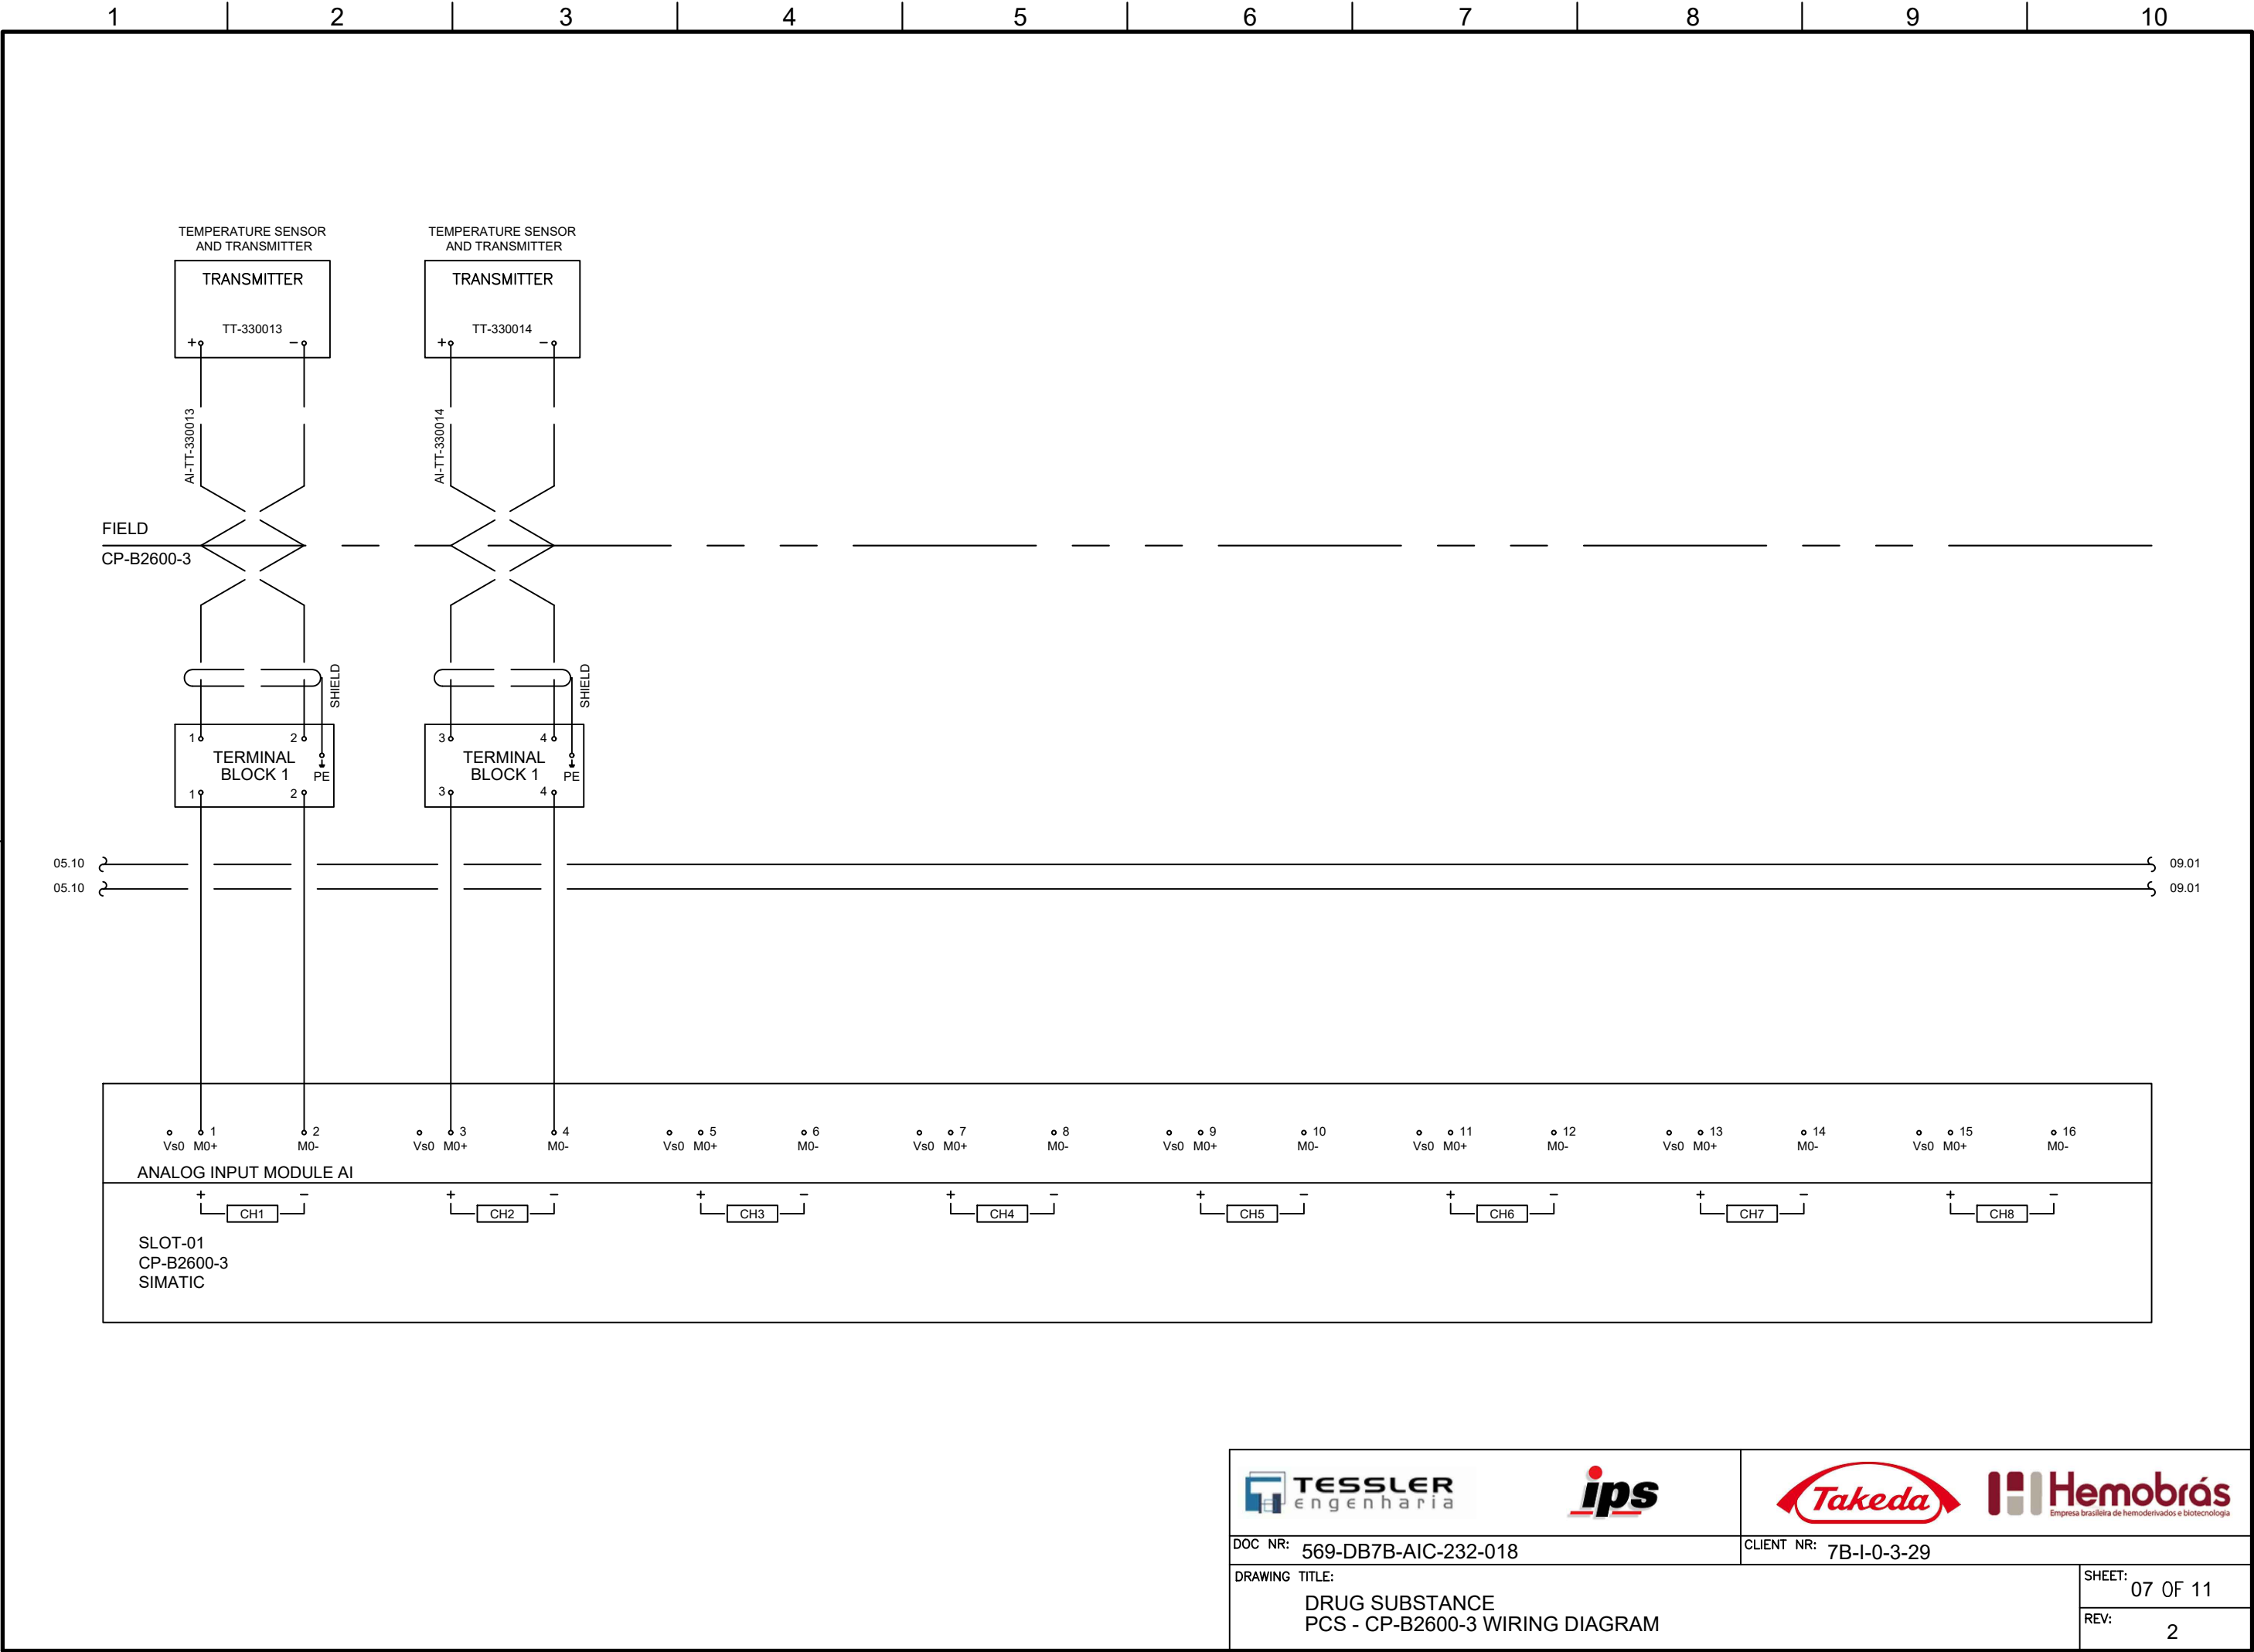 1 2 3 4 5 6 7 8 9 10
TEMPERATURE SENSOR
AND TRANSMITTER
TRANSMITTER
TT-330013
+ −
TEMPERATURE SENSOR
AND TRANSMITTER
TRANSMITTER
TT-330014
+ −
AI-TT-330013
AI-TT-330014
FIELD
CP-B2600-3
SHIELD
SHIELD
1 2
TERMINAL
BLOCK 1
PE
1 2
3 4
TERMINAL
BLOCK 1
PE
3 4
05.10 09.01
05.10 09.01
1 2 3 4 5 6 7 8 9 10 11 12 13 14 15 16
Vs0 M0+ M0- Vs0 M0+ M0- Vs0 M0+ M0- Vs0 M0+ M0- Vs0 M0+ M0- Vs0 M0+ M0- Vs0 M0+ M0- Vs0 M0+ M0-
ANALOG INPUT MODULE AI
+ − + − + − + − + − + − + − + −
CH1 CH2 CH3 CH4 CH5 CH6 CH7 CH8
SLOT-01
CP-B2600-3
SIMATIC
TESSLER
engenharia
ips
Takeda
Hemobrás
Empresa brasileira de hemoderivados e biotecnologia
DOC NR: 569-DB7B-AIC-232-018
CLIENT NR: 7B-I-0-3-29
DRAWING TITLE:
DRUG SUBSTANCE
PCS - CP-B2600-3 WIRING DIAGRAM
SHEET:
07 OF 11
REV:
2